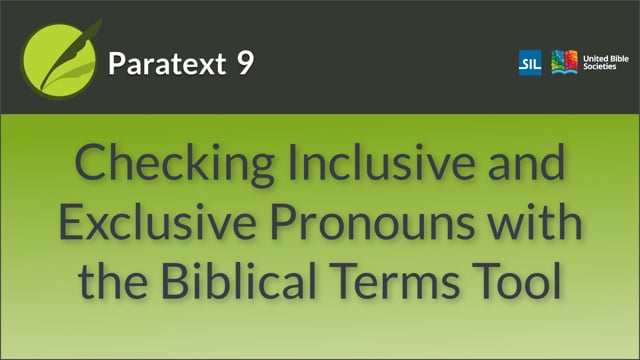 Paratext 9
SIL
United Bible
Societies
Checking Inclusive and
Exclusive Pronouns with
the Biblical Terms Tool